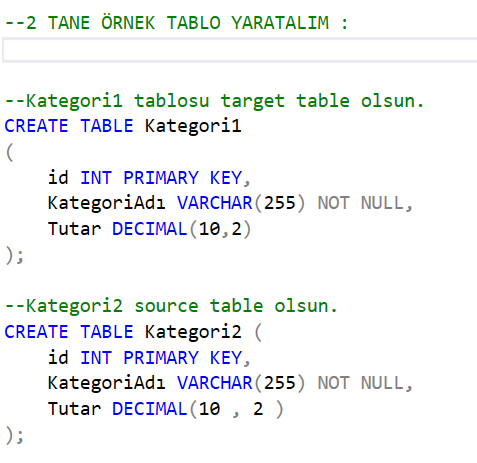 --2 TANE ÖRNEK TABLO YARATALIM :
--Kategori1 tablosu target table olsun.
CREATE TABLE Kategori1
(
id INT PRIMARY KEY,
KategoriAdı VARCHAR(255) NOT NULL,
Tutar DECIMAL(10,2)
);
--Kategori2 source table olsun.
CREATE TABLE Kategori2 (
id INT PRIMARY KEY,
KategoriAdı VARCHAR(255) NOT NULL,
Tutar DECIMAL(10 , 2 )
);